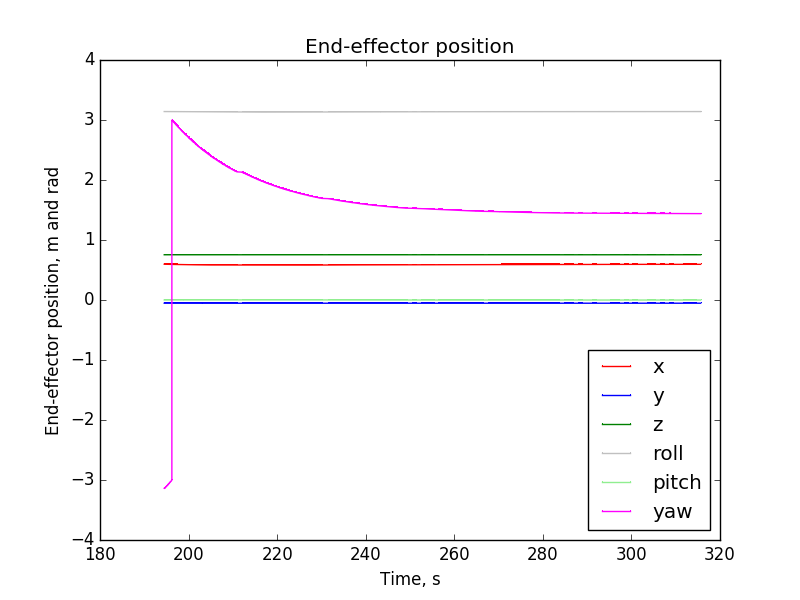 End-effector position
End-effector position, m and rad
4
3
2
1
0
−1
−2
−3
−4
x
y
z
roll
pitch
yaw
180 200 220 240 260 280 300 320
Time, s